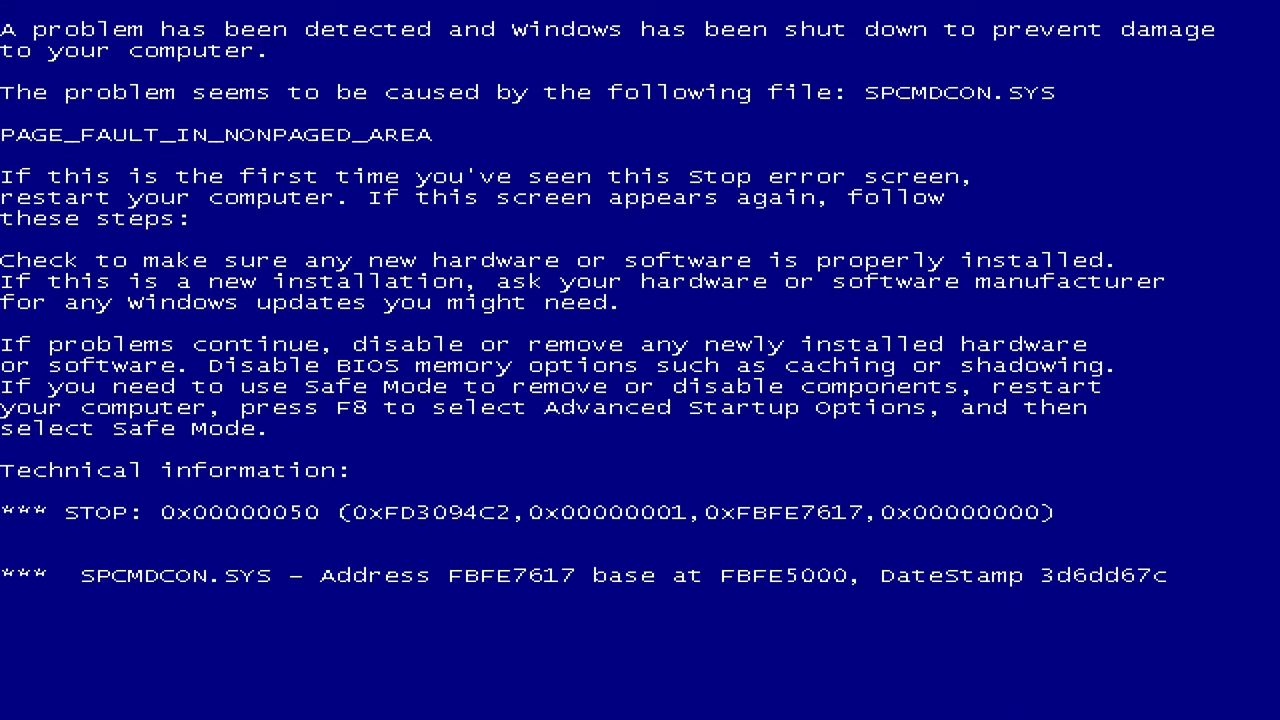 A problem has been detected and Windows has been shut down to prevent damage
to your computer.
The problem seems to be caused by the following file: SPCMDCON.SYS
PAGE_FAULT_IN_NONPAGED_AREA
If this is the first time you've seen this Stop error screen,
restart your computer. If this screen appears again, follow
these steps:
Check to make sure any new hardware or software is properly installed.
If this is a new installation, ask your hardware or software manufacturer
for any Windows updates you might need.
If problems continue, disable or remove any newly installed hardware
or software. Disable BIOS memory options such as caching or shadowing.
If you need to use Safe Mode to remove or disable components, restart
your computer, press F8 to select Advanced Startup Options, and then
select Safe Mode.
Technical information:
*** STOP: 0x00000050 (0xFD3094C2,0x00000001,0xFBFE7617,0x00000000)
*** SPCMDCON.SYS – Address FBFE7617 base at FBFE5000, DateStamp 3d6dd67c